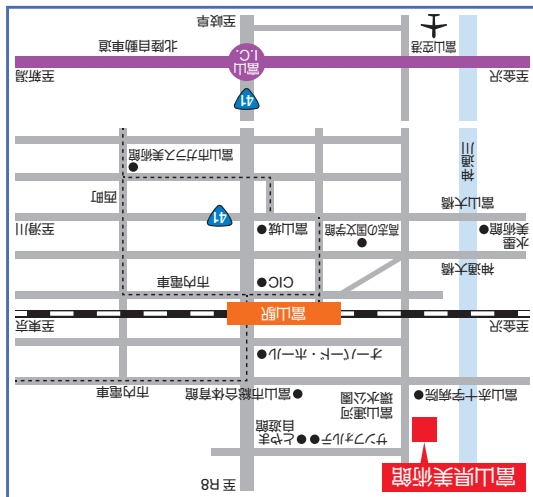 富山県美術館
至 R8
サンフォルテ
とやま
自遊館
富山赤十字病院
富岩運河
環水公園
富山市総合体育館
市内電車
オーバード・ホール
至金沢
富山駅
至東京
神通大橋
CIC
市内電車
水墨
美術館
高志の国文学館
富山城
41
至滑川
富山大橋
西町
神通川
富山市ガラス美術館
41
至金沢
富山
I.C.
至新潟
北陸自動車道
富山空港
至岐阜